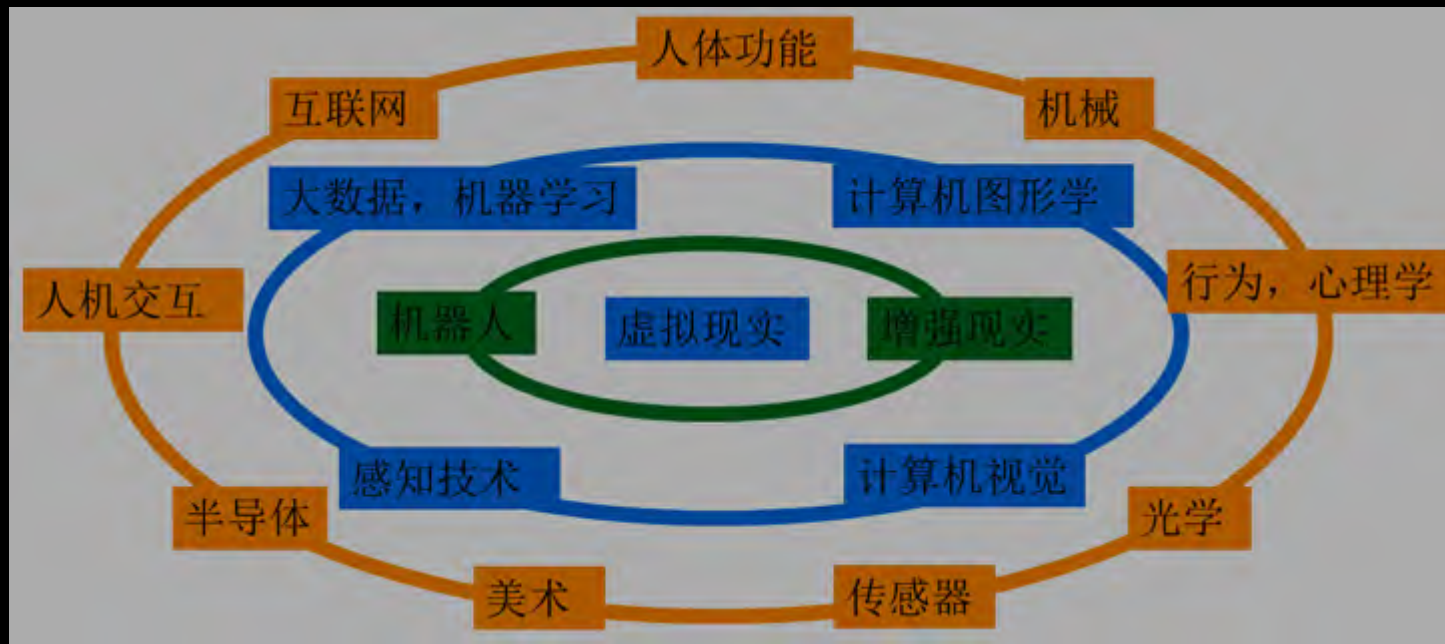 人体功能
互联网
机械
大数据，机器学习
计算机图形学
人机交互
行为，心理学
机器人
虚拟现实
增强现实
感知技术
计算机视觉
半导体
光学
美术
传感器